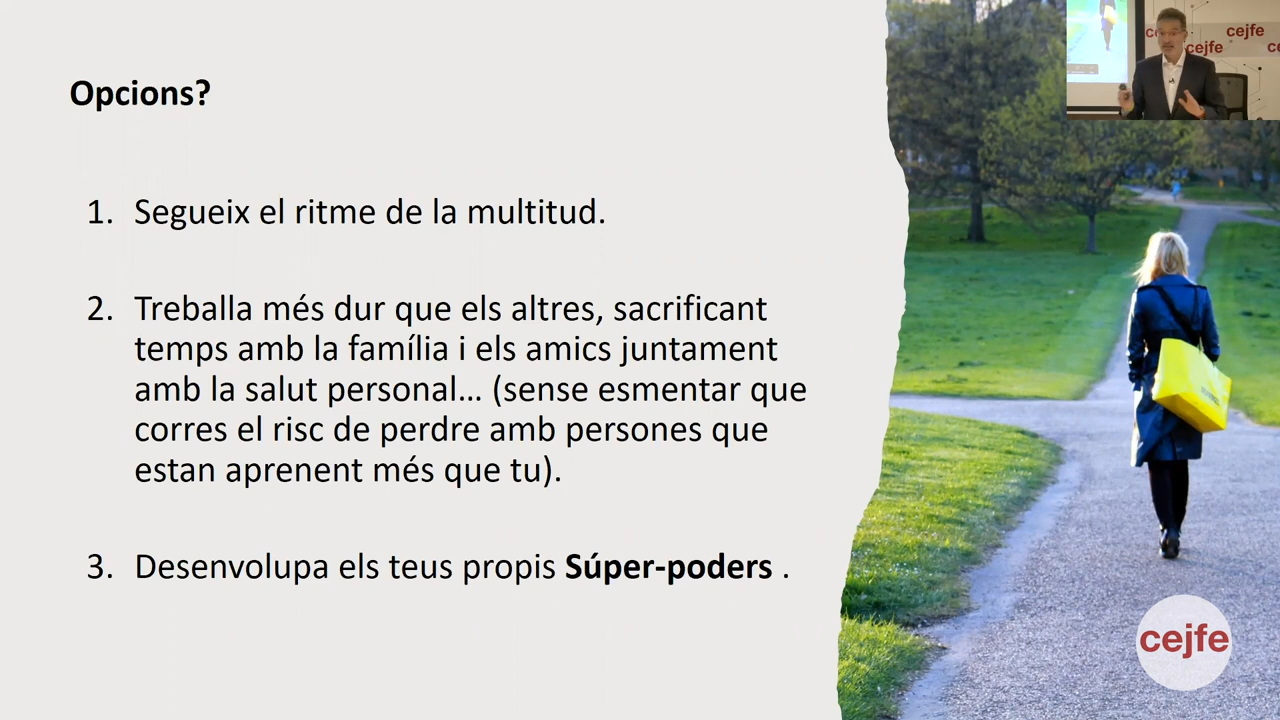 Opcions?
1. Segueix el ritme de la multitud.
2. Treballa més dur que els altres, sacrificant
temps amb la família i els amics juntament
amb la salut personal... (sense esmentar que
corres el risc de perdre amb persones que
estan aprenent més que tu).
3. Desenvolupa els teus propis Súper-poders .
cejfe
cejfe
cejfe